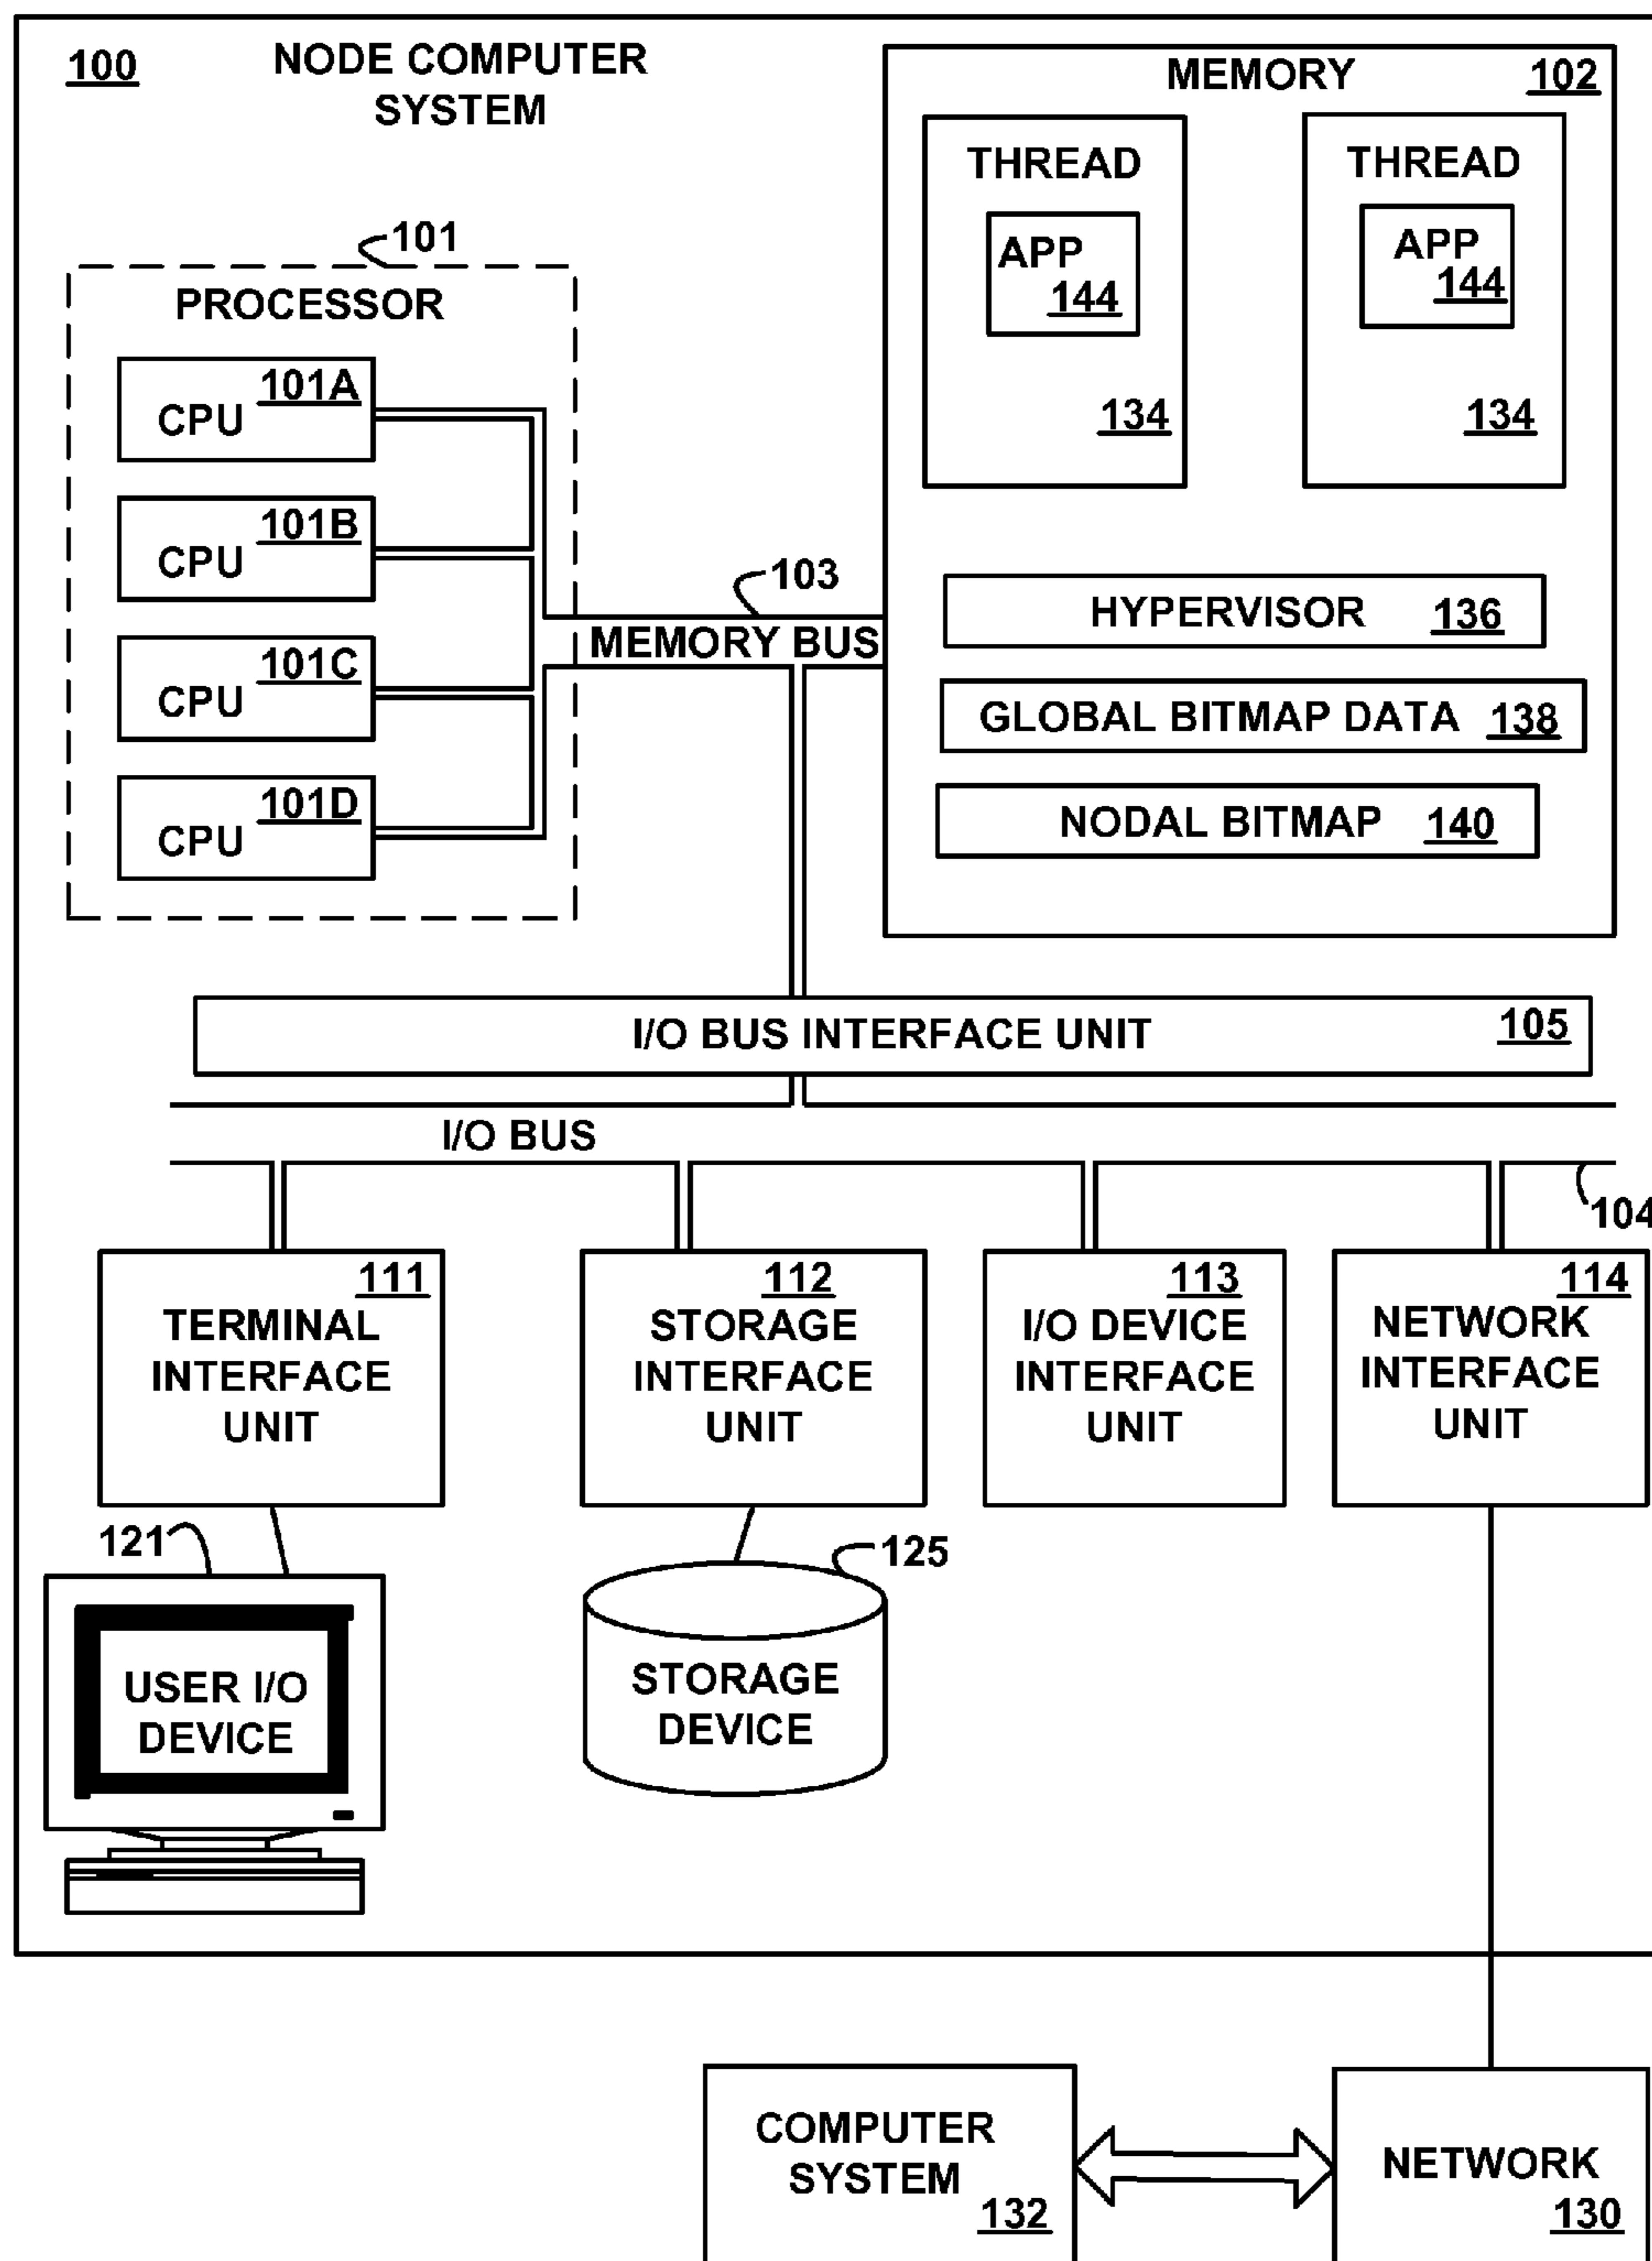 100
NODE COMPUTER
SYSTEM
MEMORY 102
THREAD
APP
144
134
THREAD
APP
144
134
101
PROCESSOR
101A
CPU
101B
CPU
101C
CPU
101D
CPU
103
MEMORY BUS
HYPERVISOR 136
GLOBAL BITMAP DATA 138
NODAL BITMAP 140
I/O BUS INTERFACE UNIT 105
I/O BUS
104
111
TERMINAL
INTERFACE
UNIT
112
STORAGE
INTERFACE
UNIT
113
I/O DEVICE
INTERFACE
UNIT
114
NETWORK
INTERFACE
UNIT
121
USER I/O
DEVICE
125
STORAGE
DEVICE
COMPUTER
SYSTEM
132
NETWORK
130